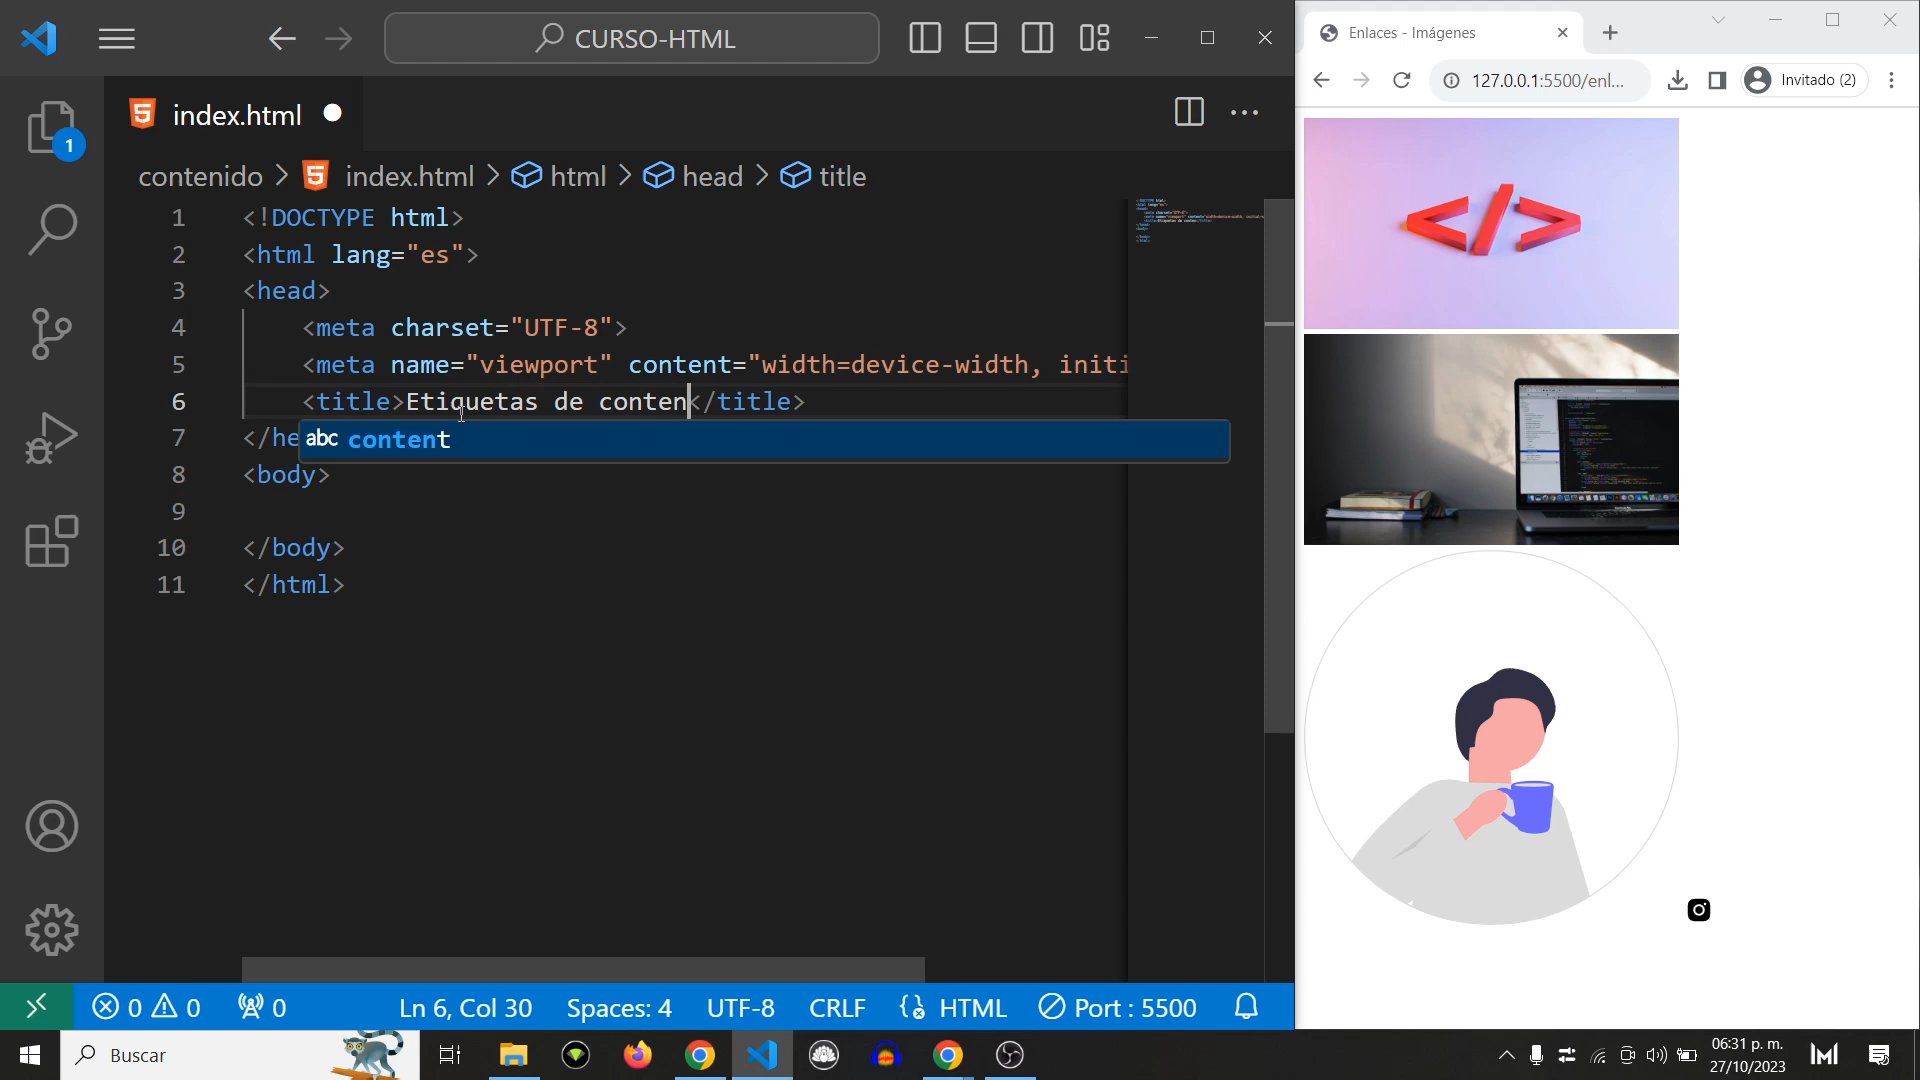 CURSO-HTML
index.html
1
contenido > index.html > html > head > title
1 <!DOCTYPE html>
2 <html lang="es">
3 <head>
4 <meta charset="UTF-8">
5 <meta name="viewport" content="width=device-width, initi
6 <title>Etiquetas de conten</title>
7 </he
abc content
8 <body>
9
10 </body>
11 </html>
0 0 0 Ln 6, Col 30 Spaces: 4 UTF-8 CRLF HTML Port : 5500
Enlaces - Imágenes
127.0.0.1:5500/enl...
Invitado (2)
Buscar
06:31 p. m.
27/10/2023